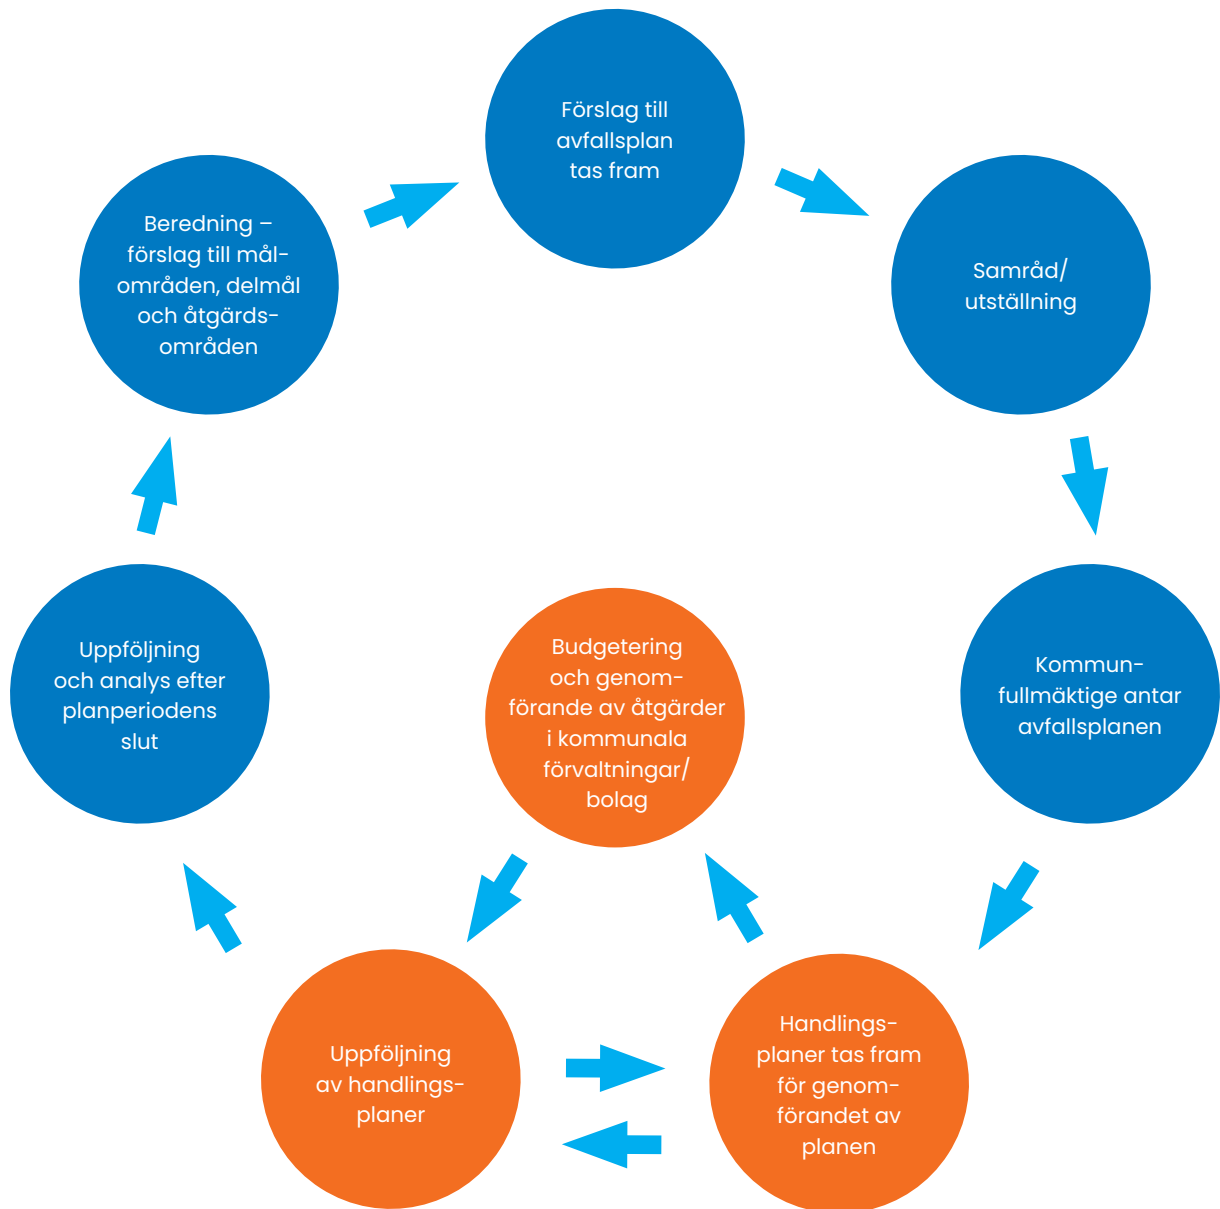 Förslag till
avfallsplan
tas fram
Samråd/
utställning
Kommun-
fullmäktige antar
avfallsplanen
Handlings-
planer tas fram
för genom-
förandet av
planen
Budgetering
och genom-
förande av åtgärder
i kommunala
förvaltningar/
bolag
Uppföljning
av handlings-
planer
Uppföljning
och analys efter
planperiodens
slut
Beredning –
förslag till mål-
områden, delmål
och åtgärds-
områden